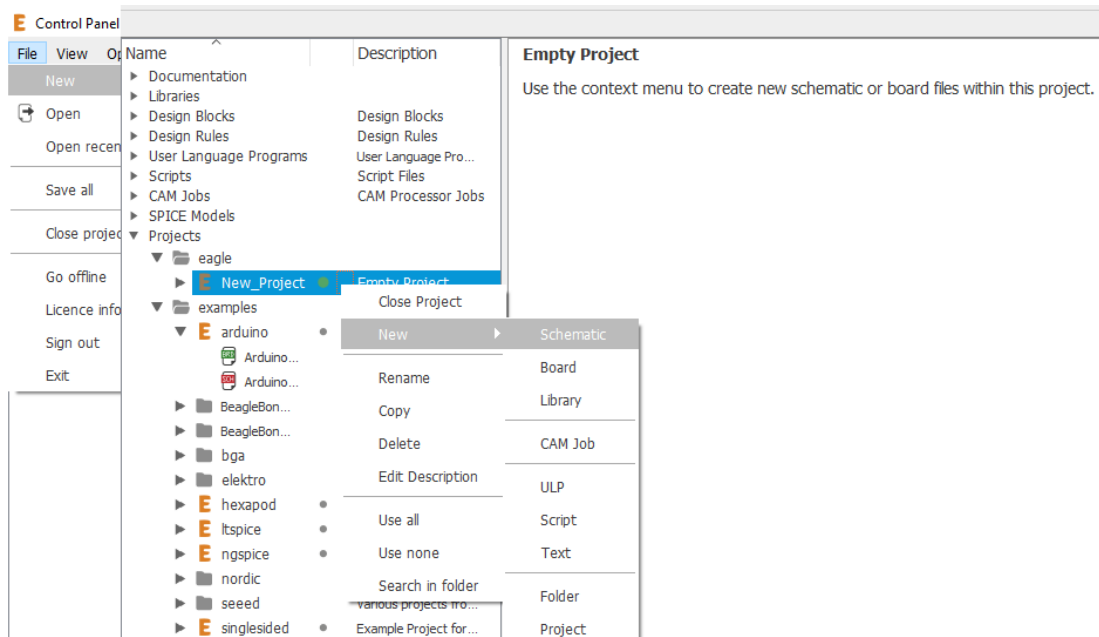 Control Panel
File View Op
New
Open
Open recen
Save all
Close projec
Go offline
Licence info
Sign out
Exit
Name Description
Documentation
Libraries
Design Blocks Design Blocks
Design Rules Design Rules
User Language Programs User Language Pro...
Scripts Script Files
CAM Jobs CAM Processor Jobs
SPICE Models
Projects
eagle
New_Project Empty Project
examples
arduino
Arduino...
Arduino...
BeagleBon...
BeagleBon...
bga
elektro
hexapod
ltspice
ngspice
nordic
seeed Various projects fro...
singlesided Example Project for...
Close Project
New
Rename
Copy
Delete
Edit Description
Use all
Use none
Search in folder
Schematic
Board
Library
CAM Job
ULP
Script
Text
Folder
Project
Empty Project
Use the context menu to create new schematic or board files within this project.